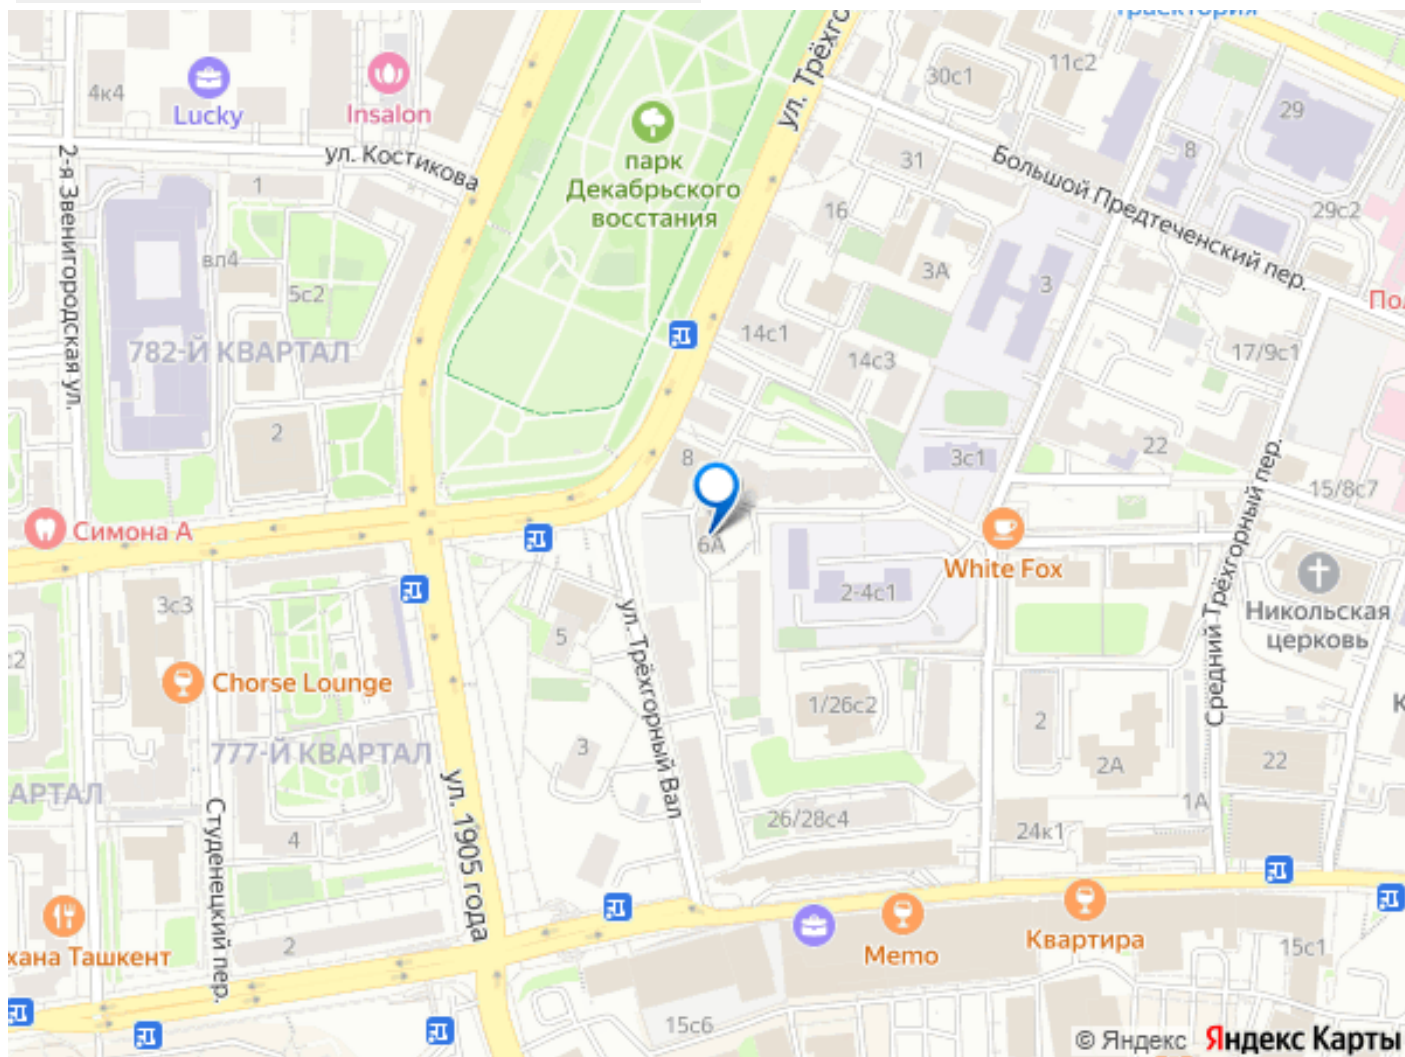 Траектория
ул. Трёхго
4к4
Lucky
Insalon
30с1
11с2
29
парк
Декабрьского
восстания
ул. Костикова
2-я Звенигородская ул.
1
31
8
Большой Предтеченский пер.
16
29с2
вл4
3А
5с2
3
По
782-Й КВАРТАЛ
14с1
14с3
17/9с1
2
8
3с1
22
15/8с7
Средний Трёхгорный пер.
Симона А
6А
White Fox
3с3
5
ул. Трёхгорный Вал
2-4с1
Никольская
церковь
с2
Chorse Lounge
1/26с2
2
К
777-Й КВАРТАЛ
3
2А
22
АРТАЛ
ул. 1905 года
Студенецкий пер.
4
26/28с4
24к1
1А
хана Ташкент
2
Memo
Квартира
15с1
15с6
© Яндекс Яндекс Карты